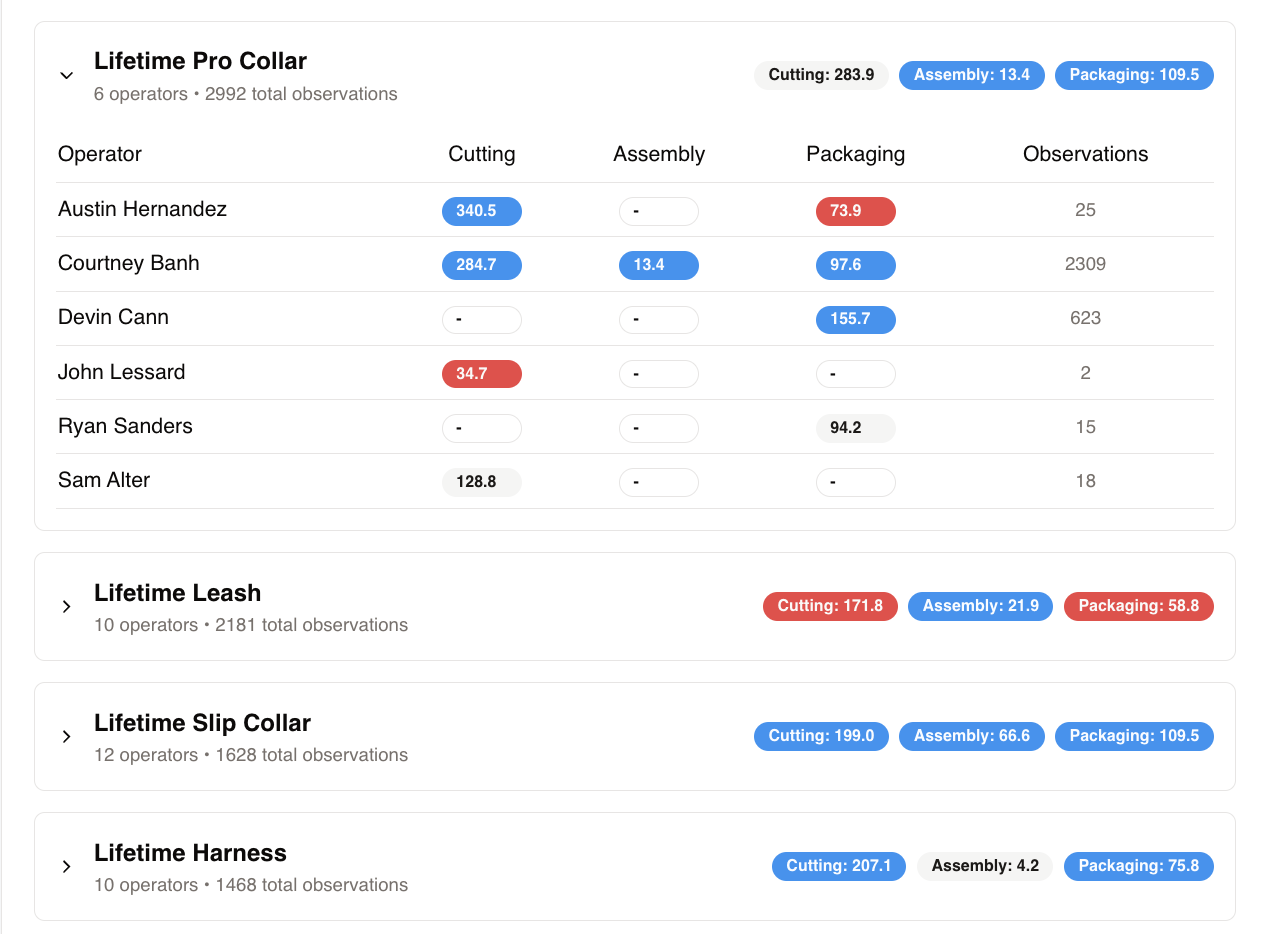 Lifetime Pro Collar
6 operators • 2992 total observations
Cutting: 283.9 Assembly: 13.4 Packaging: 109.5
Operator Cutting Assembly Packaging Observations
Austin Hernandez 340.5 - 73.9 25
Courtney Banh 284.7 13.4 97.6 2309
Devin Cann - - 155.7 623
John Lessard 34.7 - - 2
Ryan Sanders - - 94.2 15
Sam Alter 128.8 - - 18
Lifetime Leash
10 operators • 2181 total observations
Cutting: 171.8 Assembly: 21.9 Packaging: 58.8
Lifetime Slip Collar
12 operators • 1628 total observations
Cutting: 199.0 Assembly: 66.6 Packaging: 109.5
Lifetime Harness
10 operators • 1468 total observations
Cutting: 207.1 Assembly: 4.2 Packaging: 75.8